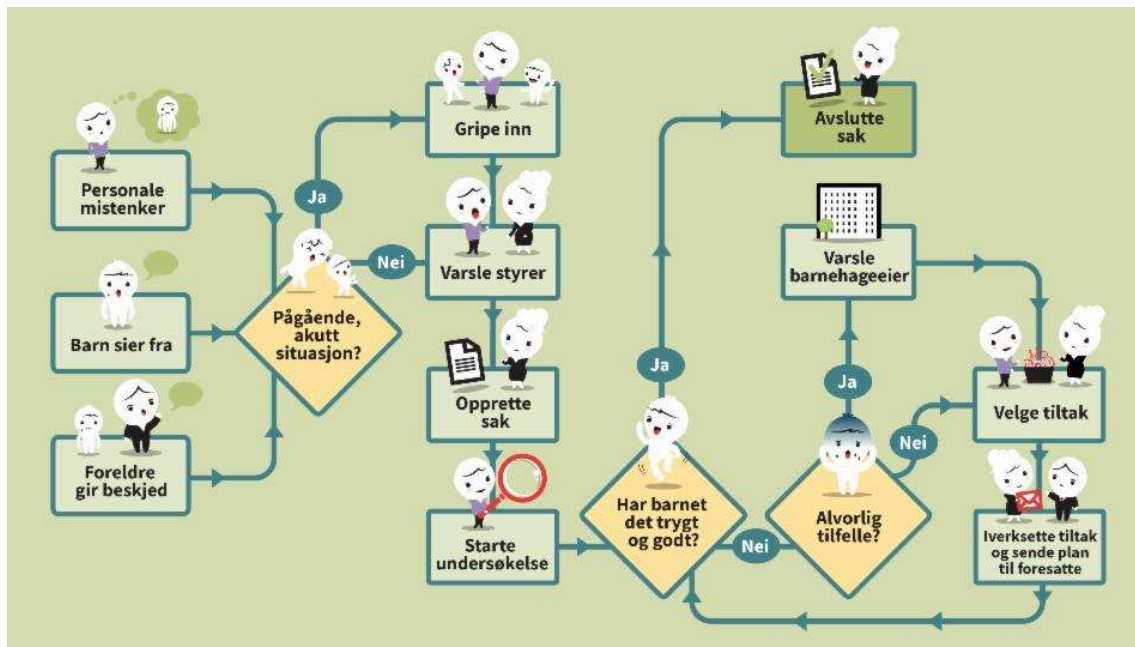 Personale
mistenker
Barn sier fra
Foreldre
gir beskjed
Pågående,
akutt
situasjon?
Ja
Nei
Gripe inn
Varsle styrer
Opprette
sak
Starte
undersøkelse
Har barnet
det trygt
og godt?
Ja
Nei
Avslutte
sak
Alvorlig
tilfelle?
Ja
Nei
Varsle
barnehageeier
Velge tiltak
Iverksette tiltak
og sende plan
til foresatte